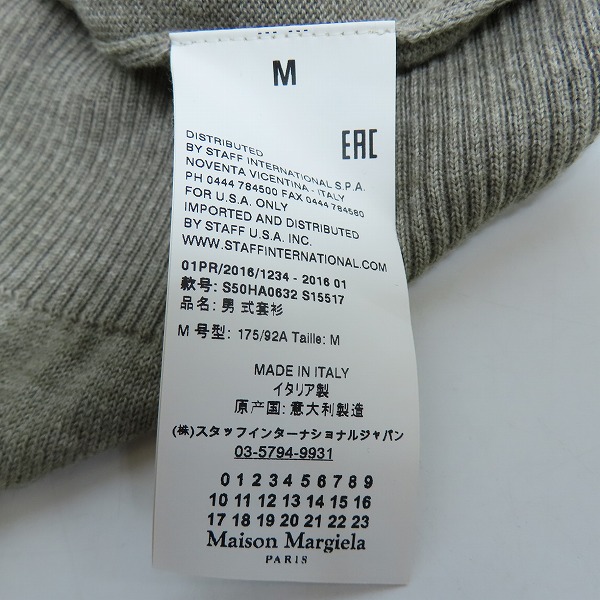 M
EAC
DISTRIBUTED
BY STAFF INTERNATIONAL S.P.A.
NOVENTA VICENTINA - ITALY
PH 0444 784500 FAX 0444 784580
FOR U.S.A. ONLY
IMPORTED AND DISTRIBUTED
BY STAFF U.S.A. INC.
WWW.STAFFINTERNATIONAL.COM
01PR/2016/1234 - 2016 01
款号: S50HA0632 S15517
品名: 男 式套衫
M 号型: 175/92A Taille: M
MADE IN ITALY
イタリア製
原产国: 意大利製造
(株)スタッフインターナショナルジャパン
03-5794-9931
0 1 2 3 4 5 6 7 8 9
10 11 12 13 14 15 16
17 18 19 20 21 22 23
Maison Margiela
PARIS